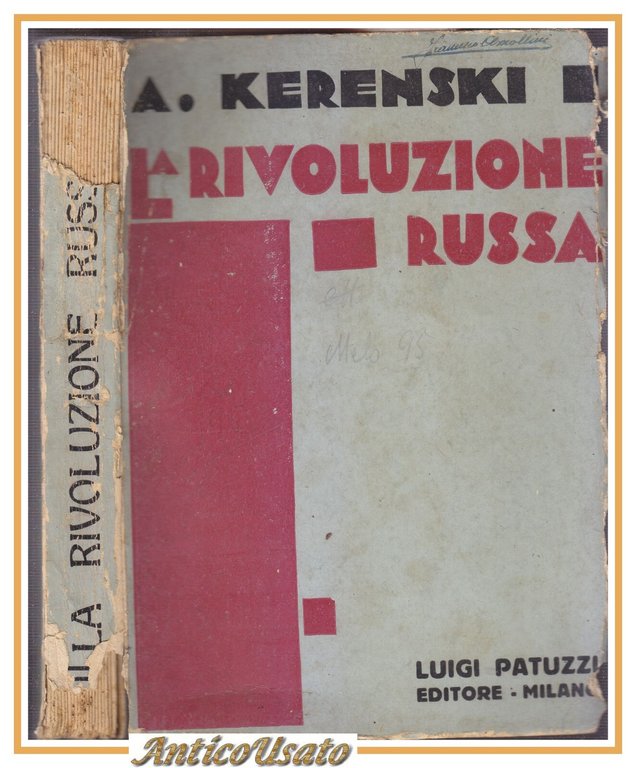 A. KERENSKI
LA RIVOLUZIONE
RUSSA
LUIGI PATUZZI
EDITORE - MILANO
LA RIVOLUZIONE RUSS
AnticoUsato